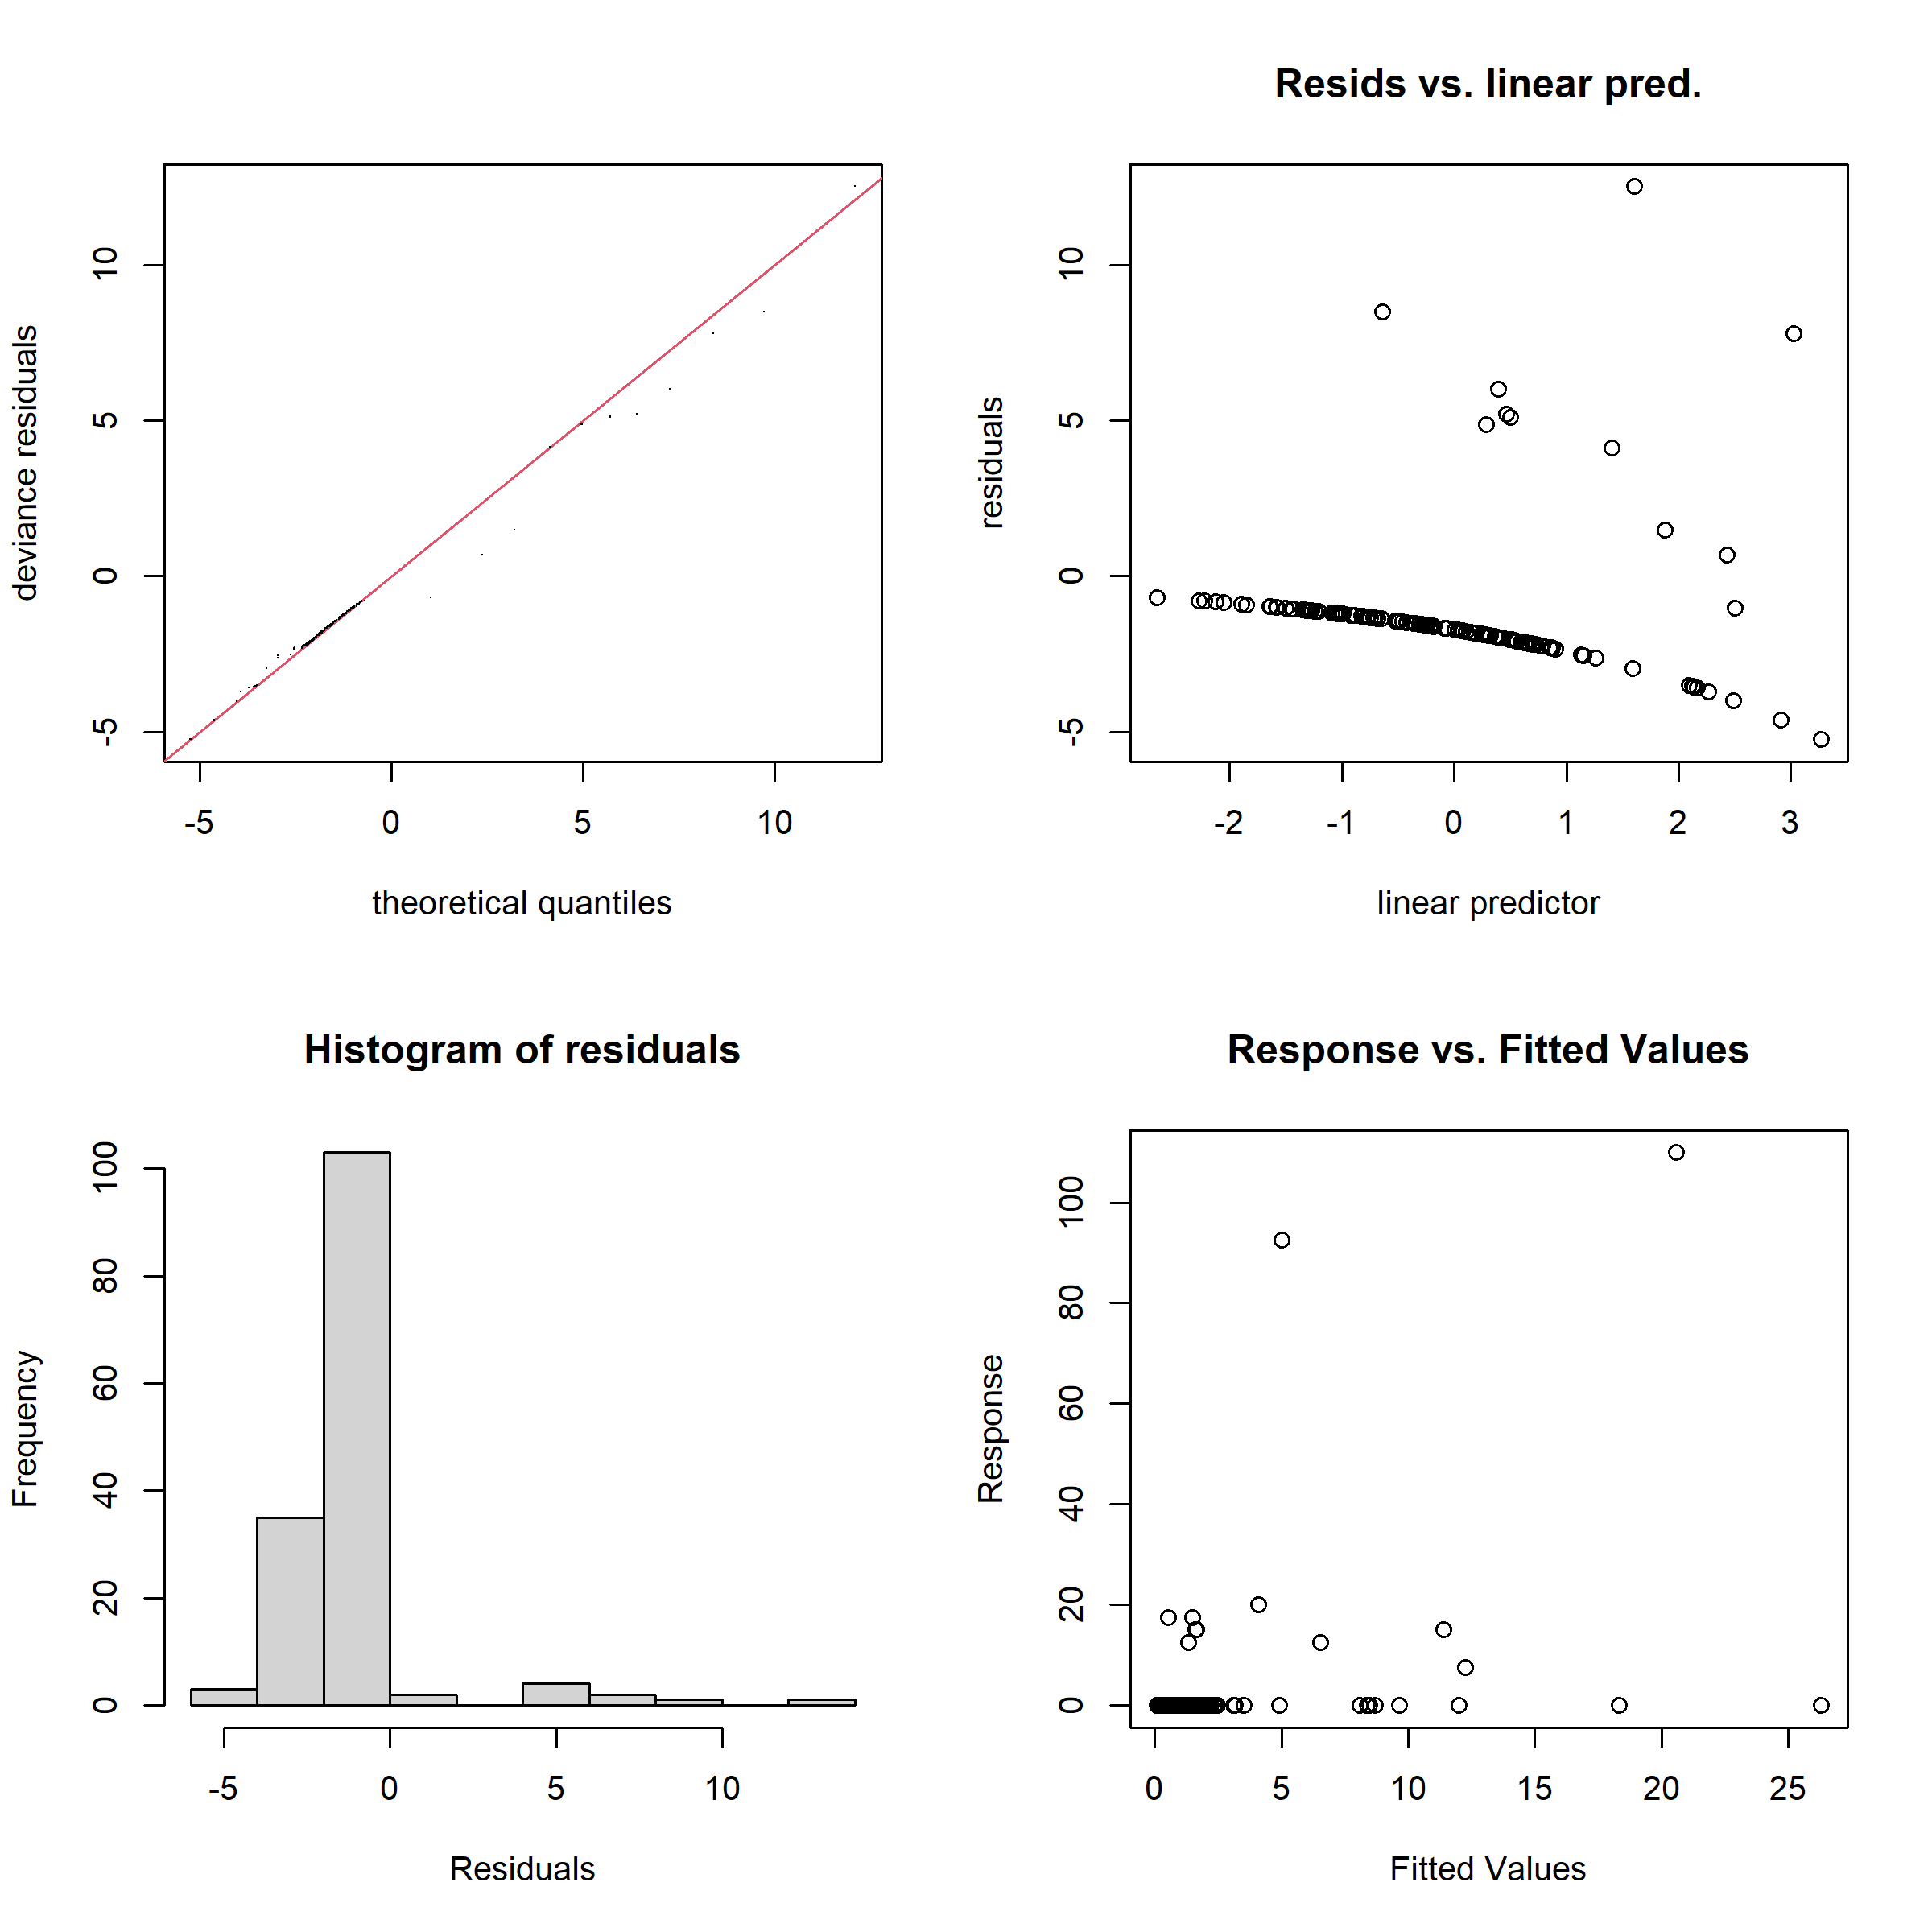 Resids vs. linear pred.
deviance residuals
10
5
0
-5
-5 0 5 10
theoretical quantiles
residuals
10
5
0
-5
-2 -1 0 1 2 3
linear predictor
Histogram of residuals
Frequency
100
80
60
40
20
0
-5 0 5 10
Residuals
Response vs. Fitted Values
Response
100
80
60
40
20
0
0 5 10 15 20 25
Fitted Values